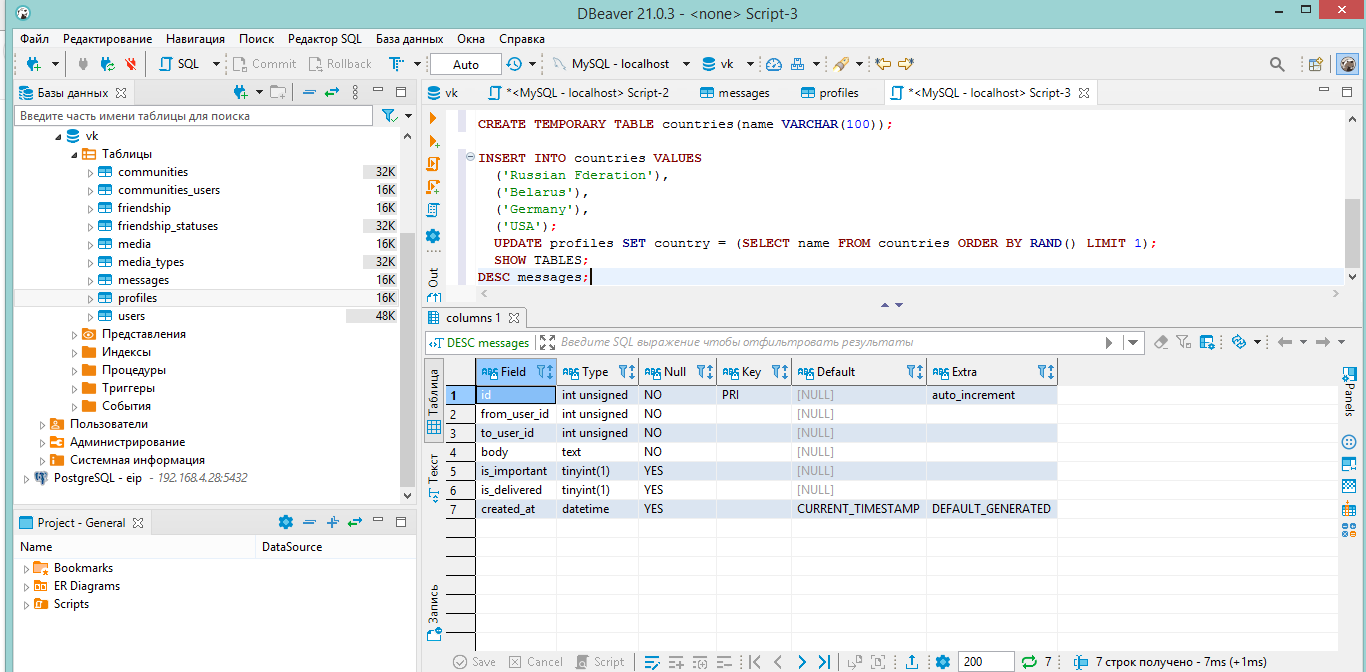 DBeaver 21.0.3 - <none> Script-3
Файл Редактирование Навигация Поиск Редактор SQL База данных Окна Справка
SQL Commit Rollback Auto MySQL - localhost vk
Базы данных
Введите часть имени таблицы для поиска
vk
Таблицы
communities 32K
communities_users 16K
friendship 16K
friendship_statuses 32K
media 16K
media_types 32K
messages 16K
profiles 16K
users 48K
Представления
Индексы
Процедуры
Триггеры
События
Пользователи
Администрирование
Системная информация
PostgreSQL - eip - 192.168.4.28:5432
Project - General
Name DataSource
Bookmarks
ER Diagrams
Scripts
vk *<MySQL - localhost> Script-2 messages profiles *<MySQL - localhost> Script-3
CREATE TEMPORARY TABLE countries(name VARCHAR(100));
INSERT INTO countries VALUES
('Russian Fderation'),
('Belarus'),
('Germany'),
('USA');
UPDATE profiles SET country = (SELECT name FROM countries ORDER BY RAND() LIMIT 1);
SHOW TABLES;
DESC messages;
Out
columns 1
DESC messages Введите SQL выражение чтобы отфильтровать результаты
Таблица
Текст
Запись
Field Type Null Key Default Extra
1 id int unsigned NO PRI [NULL] auto_increment
2 from_user_id int unsigned NO [NULL]
3 to_user_id int unsigned NO [NULL]
4 body text NO [NULL]
5 is_important tinyint(1) YES [NULL]
6 is_delivered tinyint(1) YES [NULL]
7 created_at datetime YES CURRENT_TIMESTAMP DEFAULT_GENERATED
Panels
Save Cancel Script 200 7 7 строк получено - 7ms (+1ms)